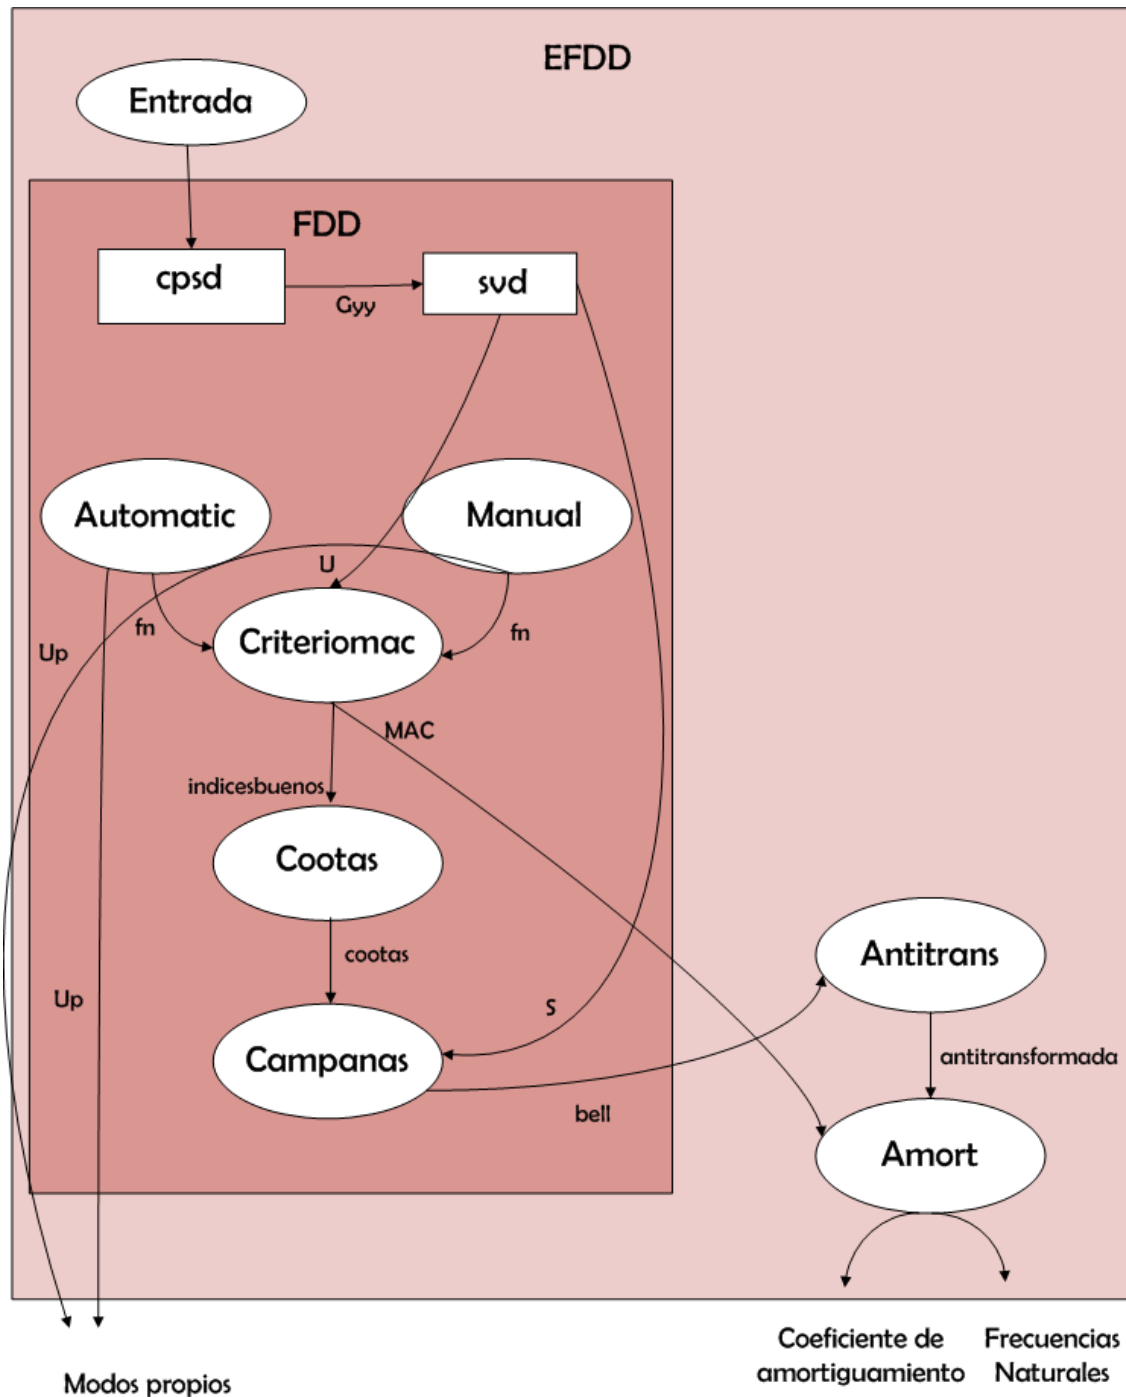 EFDD
Entrada
FDD
cpsd
svd
Gyy
Automatic
Manual
U
fn
fn
Criteriomac
Up
MAC
indicesbuenos
Cootas
cootas
Antitrans
Up
S
Campanas
antitransformada
bell
Amort
Coeficiente de
amortiguamiento
Frecuencias
Naturales
Modos propios